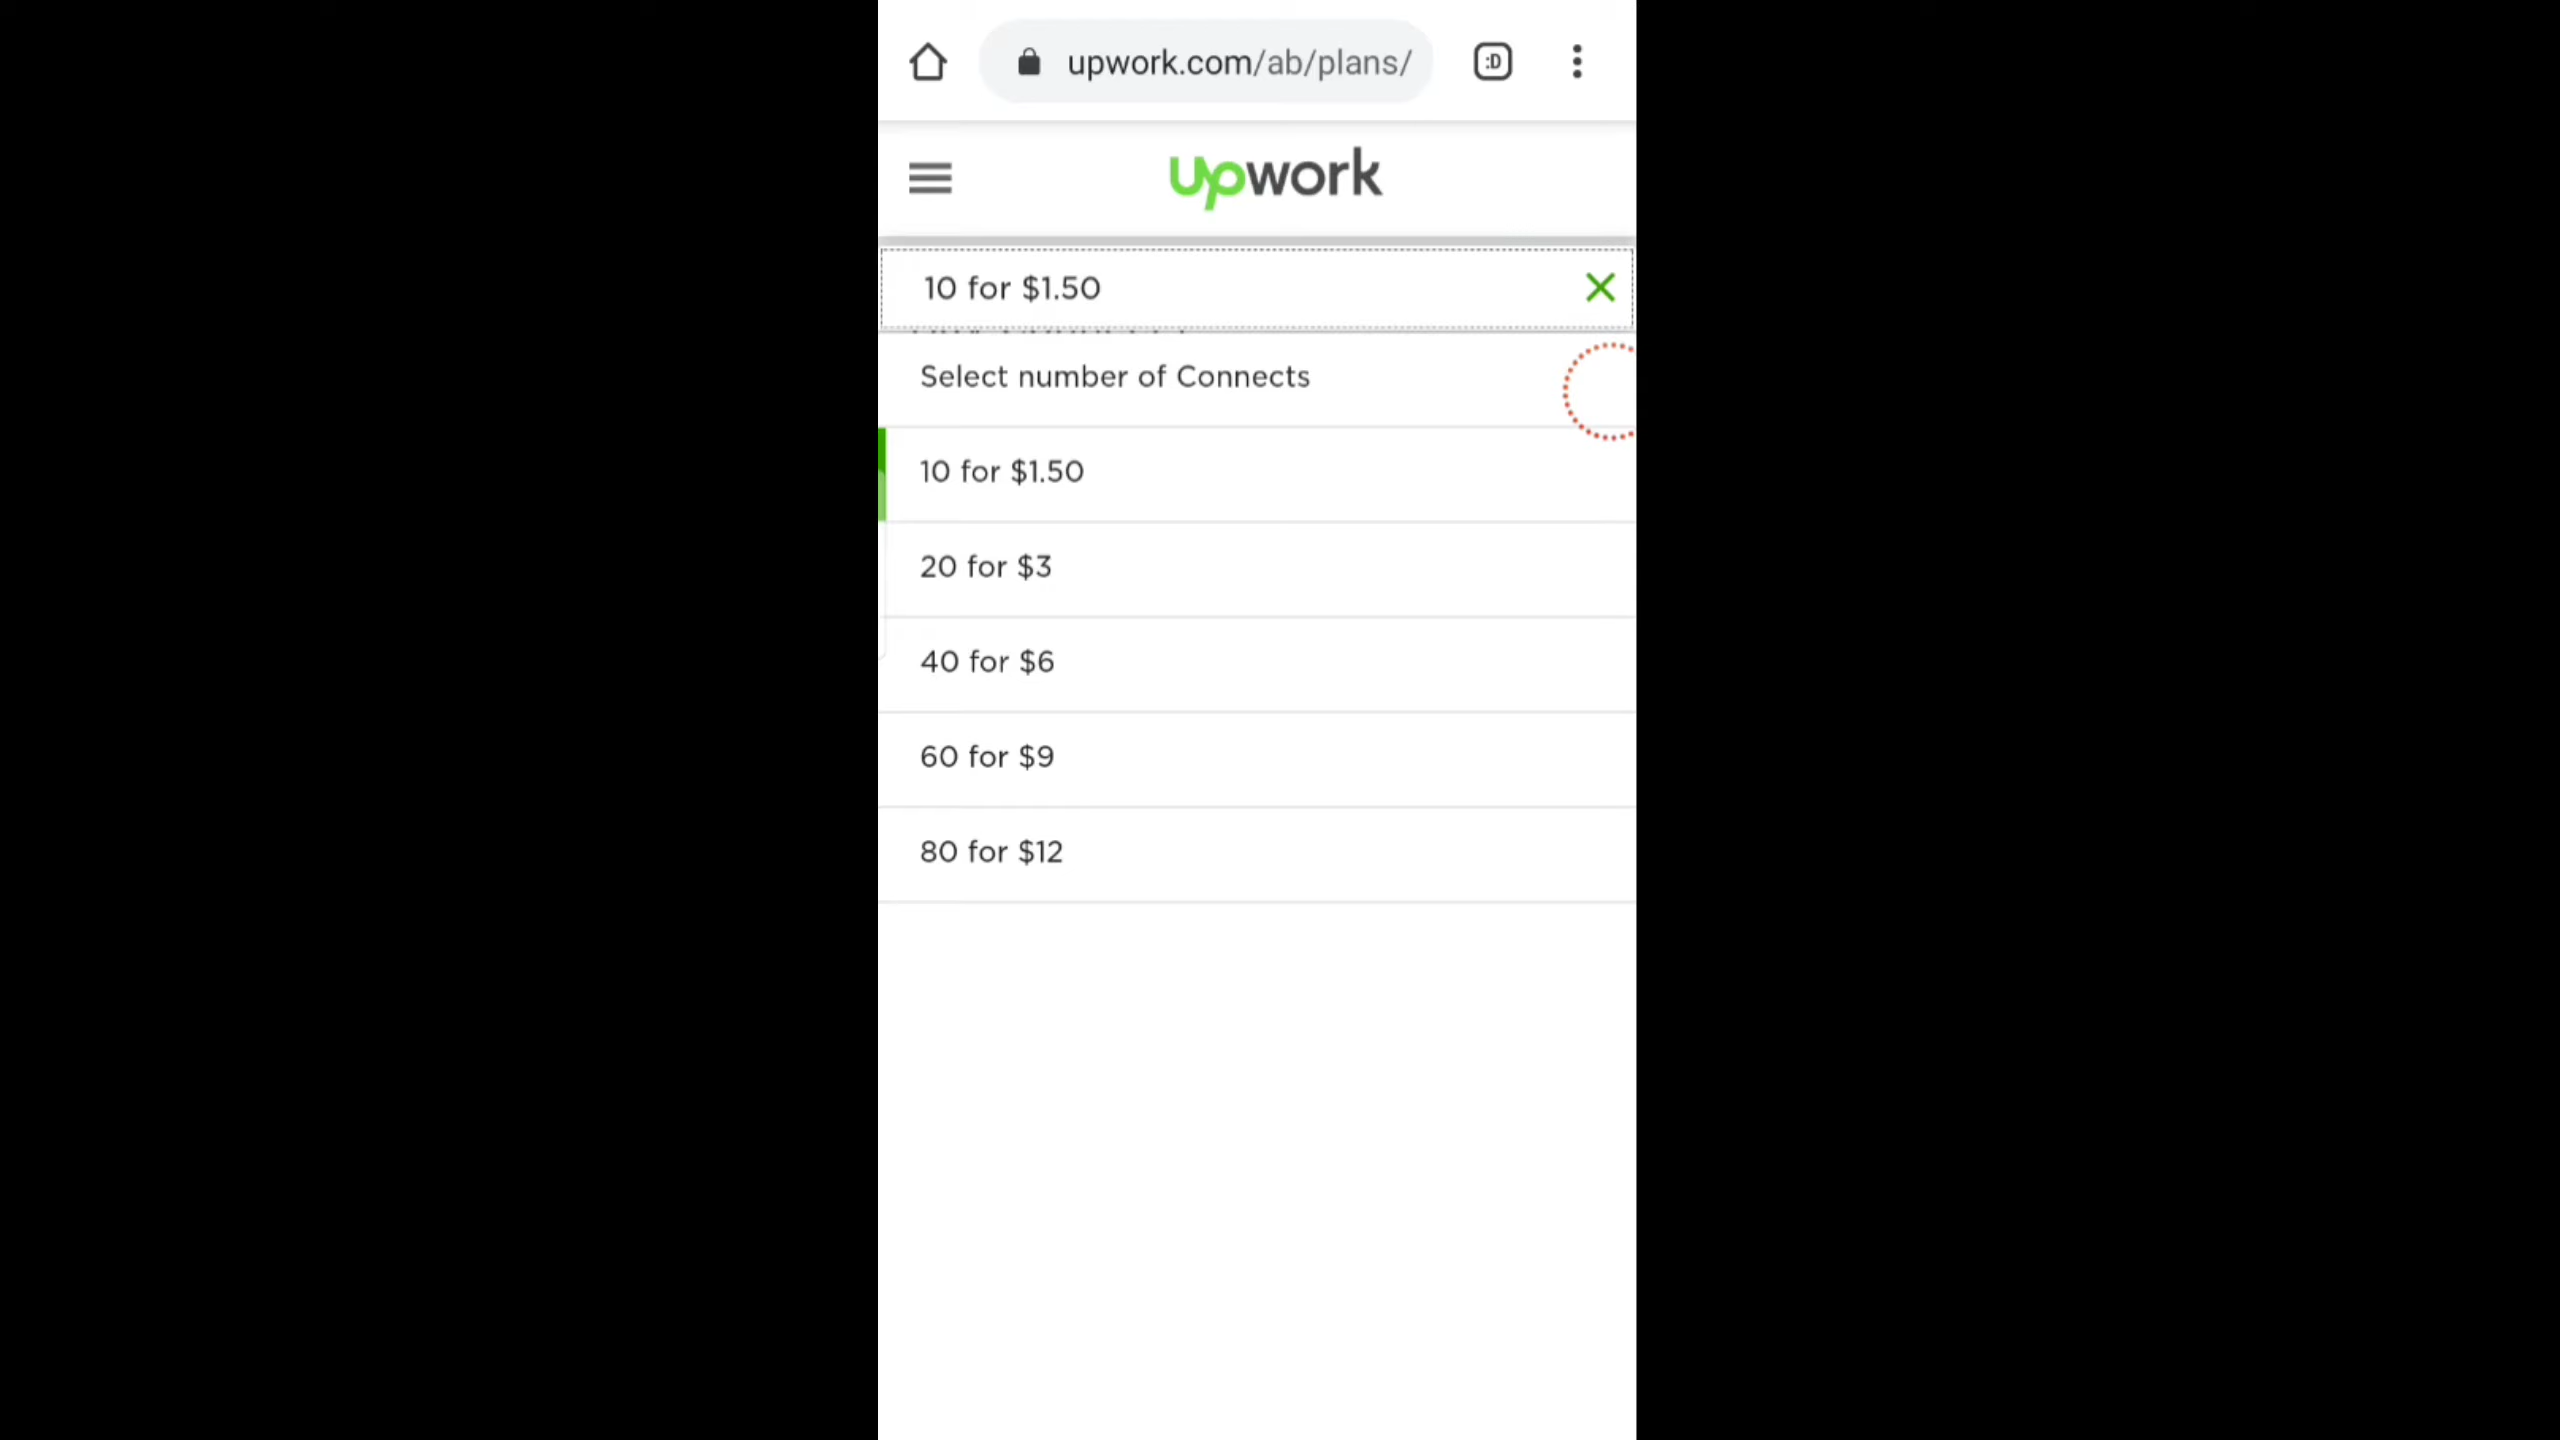 upwork.com/ab/plans/
:D
upwork
10 for $1.50
Select number of Connects
10 for $1.50
20 for $3
40 for $6
60 for $9
80 for $12